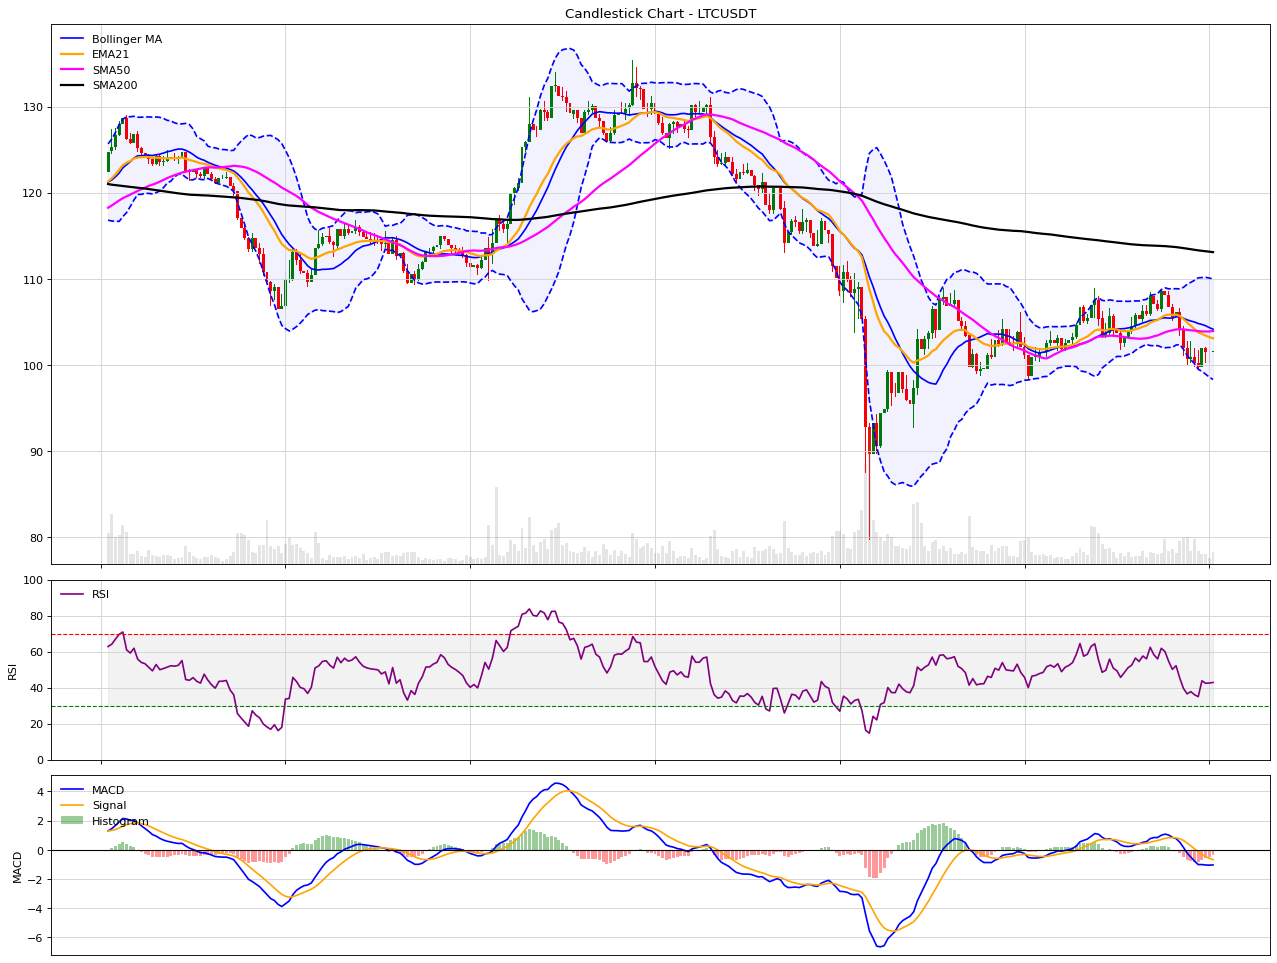 Candlestick Chart - LTCUSDT
Bollinger MA
EMA21
SMA50
SMA200
130
120
110
100
90
80
RSI
100
80
60
40
20
0
RSI
MACD
Signal
Histogram
4
2
0
−2
−4
−6
MACD